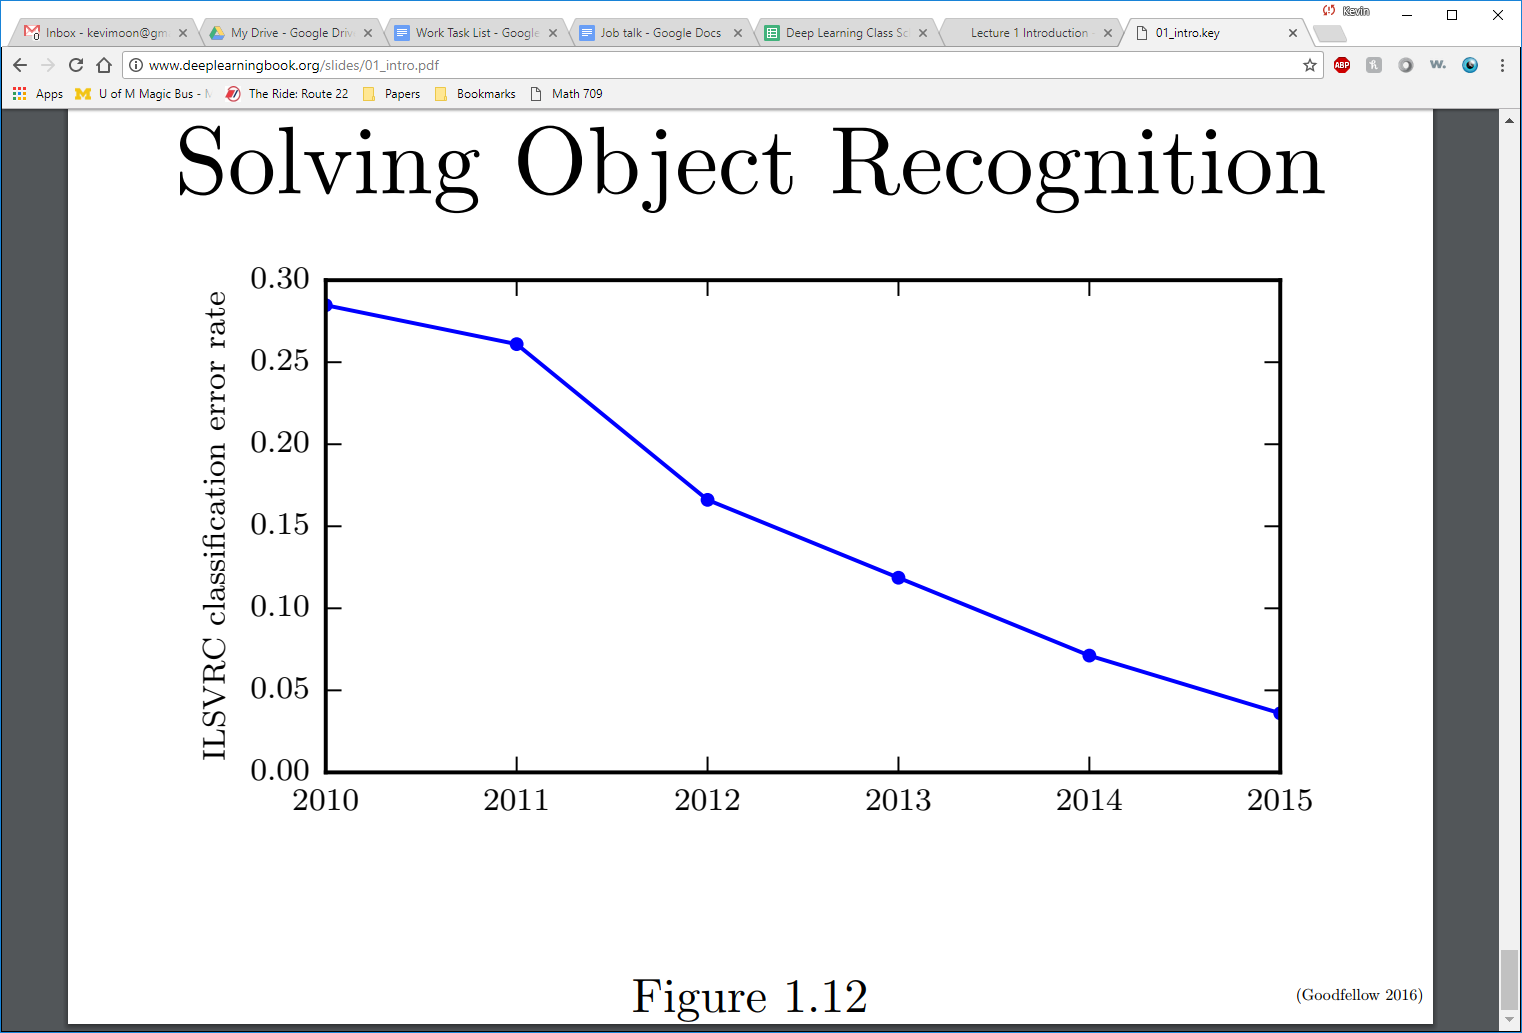 Kevin
Inbox - kevimoon@gm
My Drive - Google Driv
Work Task List - Google
Job talk - Google Docs
Deep Learning Class Sc
Lecture 1 Introduction
01_intro.key
www.deeplearningbook.org/slides/01_intro.pdf
ABP
w.
Apps
U of M Magic Bus -
The Ride: Route 22
Papers
Bookmarks
Math 709
Solving Object Recognition
ILSVRC classification error rate
0.30
0.25
0.20
0.15
0.10
0.05
0.00
2010 2011 2012 2013 2014 2015
Figure 1.12
(Goodfellow 2016)